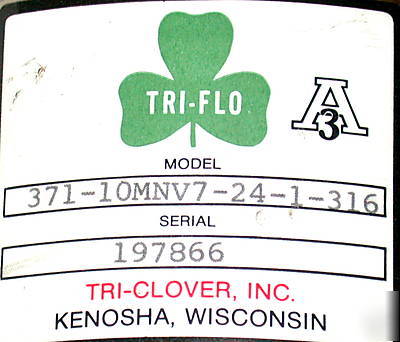 TRI-FLO
A
3
MODEL
371-10MNV7-24-1-316
SERIAL
197866
TRI-CLOVER, INC.
KENOSHA, WISCONSIN